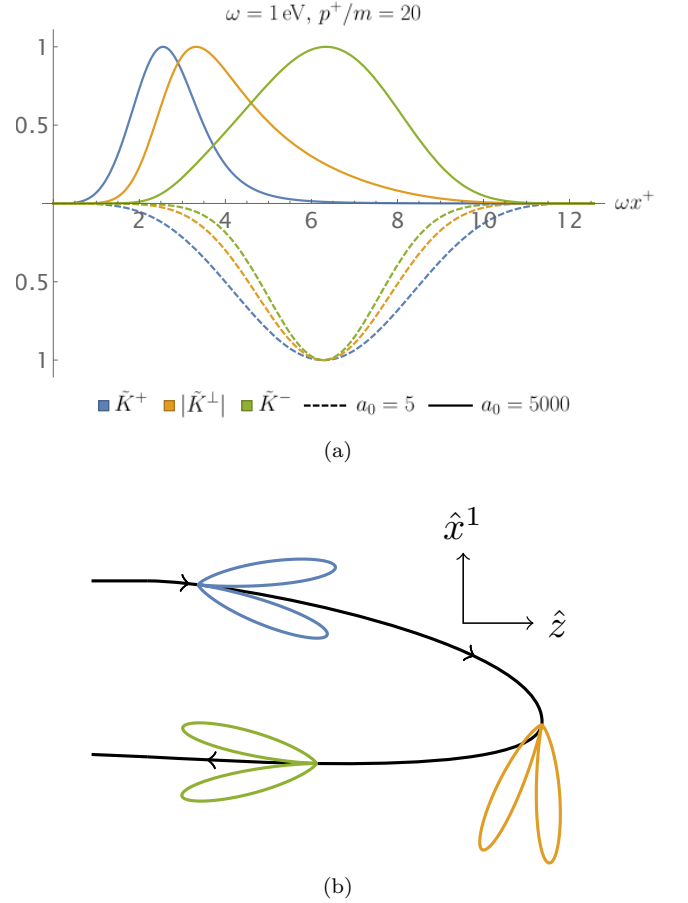 ω = 1 eV, p⁺/m = 20
1
0.5
2 4 6 8 10 12 ωx⁺
0.5
1
K̃⁺ |K̃^⊥| K̃⁻ a₀ = 5 a₀ = 5000
(a)
x̂¹
ẑ
(b)